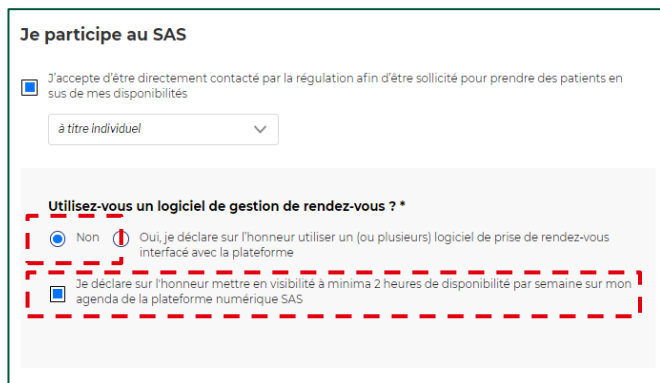 Je participe au SAS
J'accepte d'être directement contacté par la régulation afin d'être sollicité pour prendre des patients en
sus de mes disponibilités
à titre individuel
Utilisez-vous un logiciel de gestion de rendez-vous ? *
Non
Oui, je déclare sur l'honneur utiliser un (ou plusieurs) logiciel de prise de rendez-vous
interfacé avec la plateforme
Je déclare sur l'honneur mettre en visibilité à minima 2 heures de disponibilité par semaine sur mon
agenda de la plateforme numérique SAS